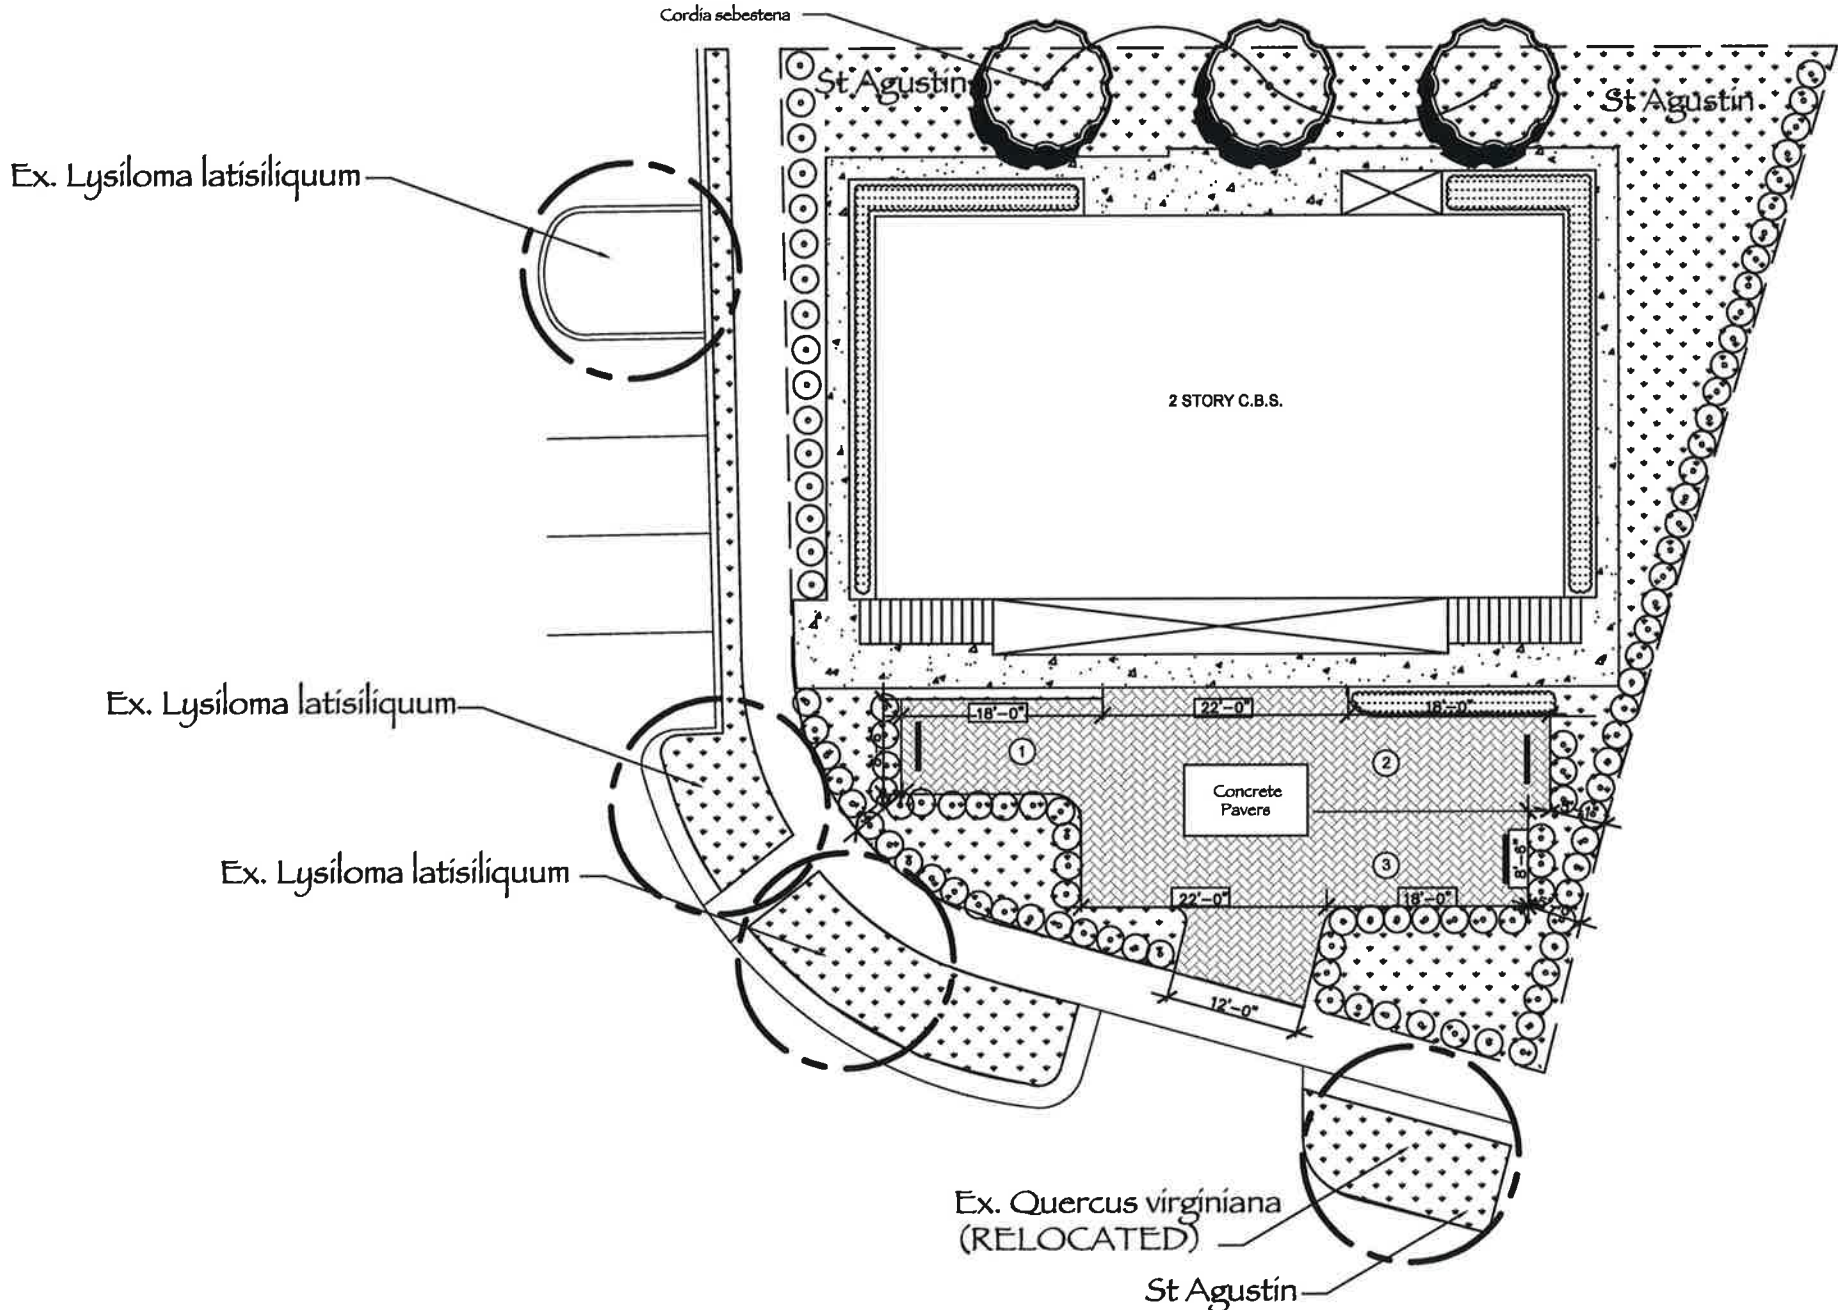 Cordia sebestena
St Agustin
St Agustin
Ex. Lysiloma latisiliquum
2 STORY C.B.S.
Ex. Lysiloma latisiliquum
18'-0"
22'-0"
18'-0"
1
2
Concrete
Pavers
Ex. Lysiloma latisiliquum
3
8'-6"
22'-0"
18'-0"
12'-0"
Ex. Quercus virginiana
(RELOCATED)
St Agustin